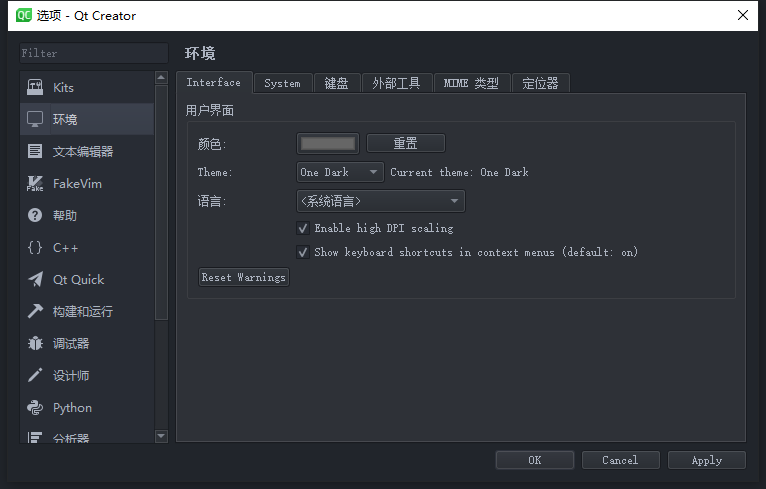 选项 - Qt Creator
Filter
Kits
环境
文本编辑器
FakeVim
帮助
C++
Qt Quick
构建和运行
调试器
设计师
Python
分析器
环境
Interface System 键盘 外部工具 MIME 类型 定位器
用户界面
颜色: 重置
Theme: One Dark Current theme: One Dark
语言: <系统语言>
Enable high DPI scaling
Show keyboard shortcuts in context menus (default: on)
Reset Warnings
OK Cancel Apply